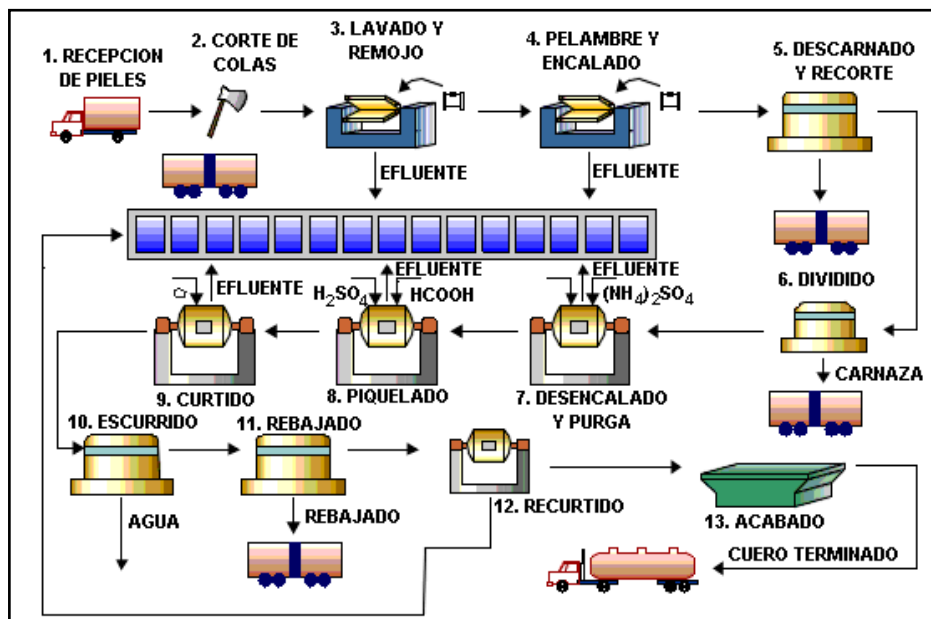 1. RECEPCION
DE PIELES
2. CORTE DE
COLAS
3. LAVADO Y
REMOJO
4. PELAMBRE Y
ENCALADO
5. DESCARNADO
Y RECORTE
EFLUENTE
EFLUENTE
6. DIVIDIDO
EFLUENTE
H2SO4
EFLUENTE
HCOOH
EFLUENTE
(NH4)2SO4
CARNAZA
9. CURTIDO
8. PIQUELADO
7. DESENCALADO
Y PURGA
10. ESCURRIDO
11. REBAJADO
AGUA
REBAJADO
12. RECURTIDO
13. ACABADO
CUERO TERMINADO